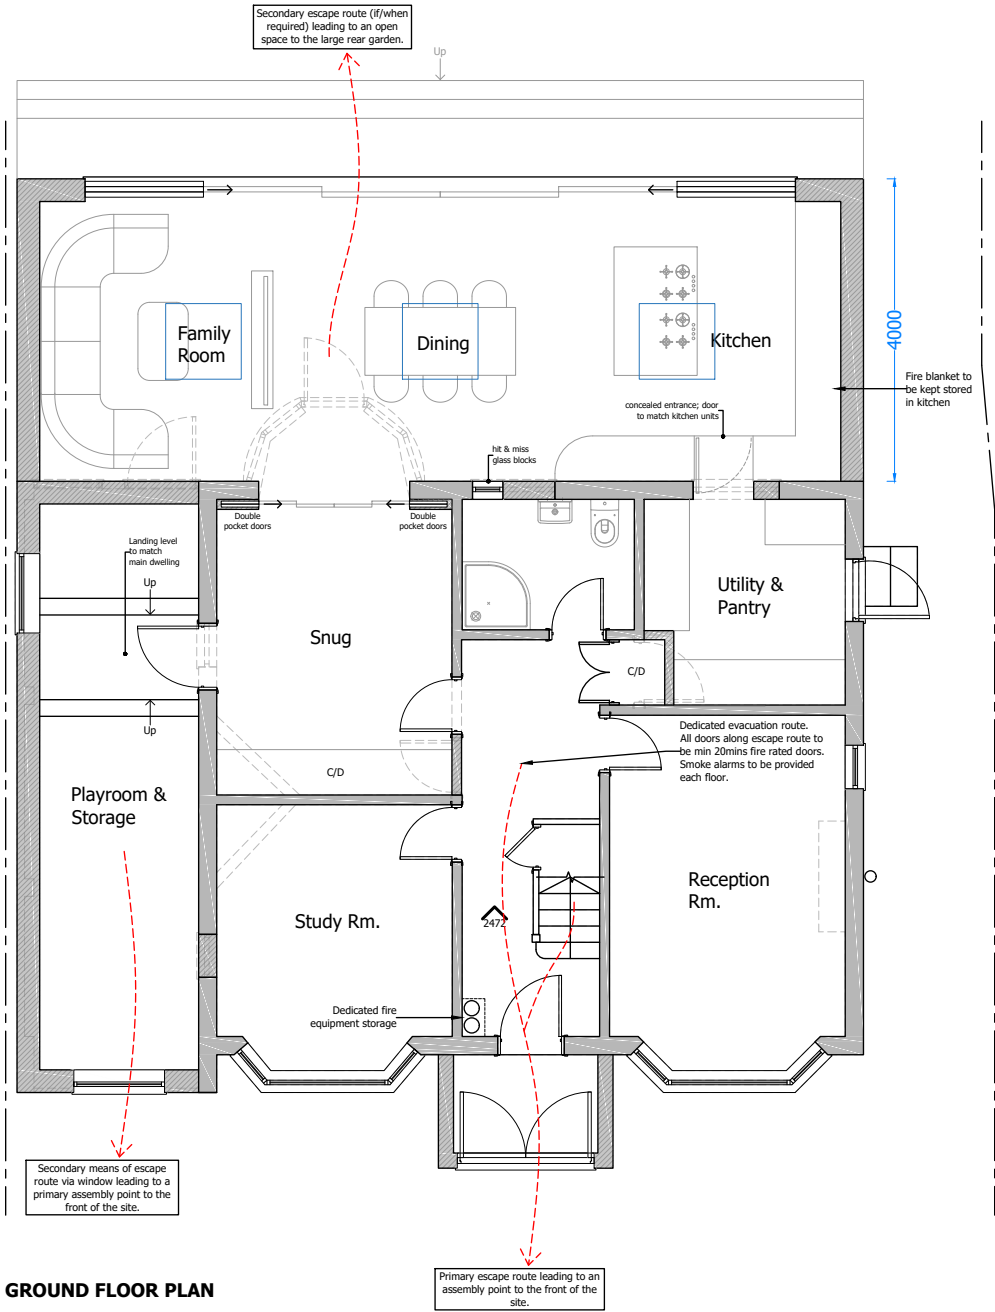 Secondary escape route (if/when
required) leading to an open
space to the large rear garden.
Up
4000
Family
Room
Dining
Kitchen
Fire blanket to
be kept stored
in kitchen
concealed entrance; door
to match kitchen units
hit & miss
glass blocks
Double
pocket doors
Double
pocket doors
Landing level
to match
main dwelling
Up
Utility &
Pantry
Snug
C/D
Up
Dedicated evacuation route.
All doors along escape route to
be min 20mins fire rated doors.
Smoke alarms to be provided
each floor.
C/D
Playroom &
Storage
Reception
Rm.
Study Rm.
2472
Dedicated fire
equipment storage
Secondary means of escape
route via window leading to a
primary assembly point to the
front of the site.
Primary escape route leading to an
assembly point to the front of the
site.
GROUND FLOOR PLAN